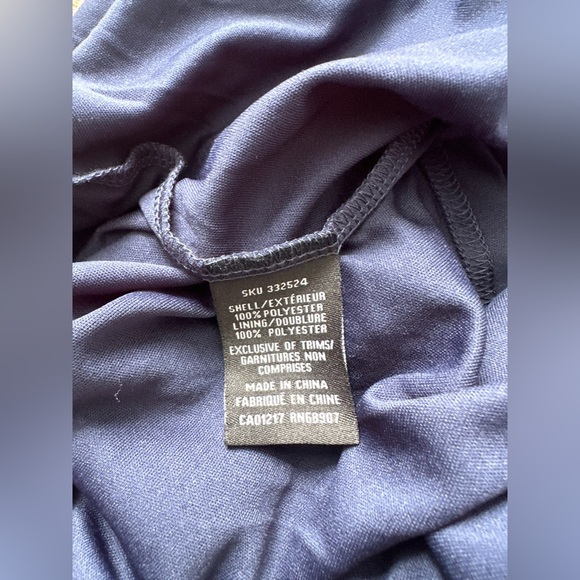 SKU 332524
SHELL/EXTÉRIEUR
100% POLYESTER
LINING/DOUBLURE
100% POLYESTER
EXCLUSIVE OF TRIMS/
GARNITURES NON
COMPRISES
MADE IN CHINA
FABRIQUÉ EN CHINE
CA01217 RN68907